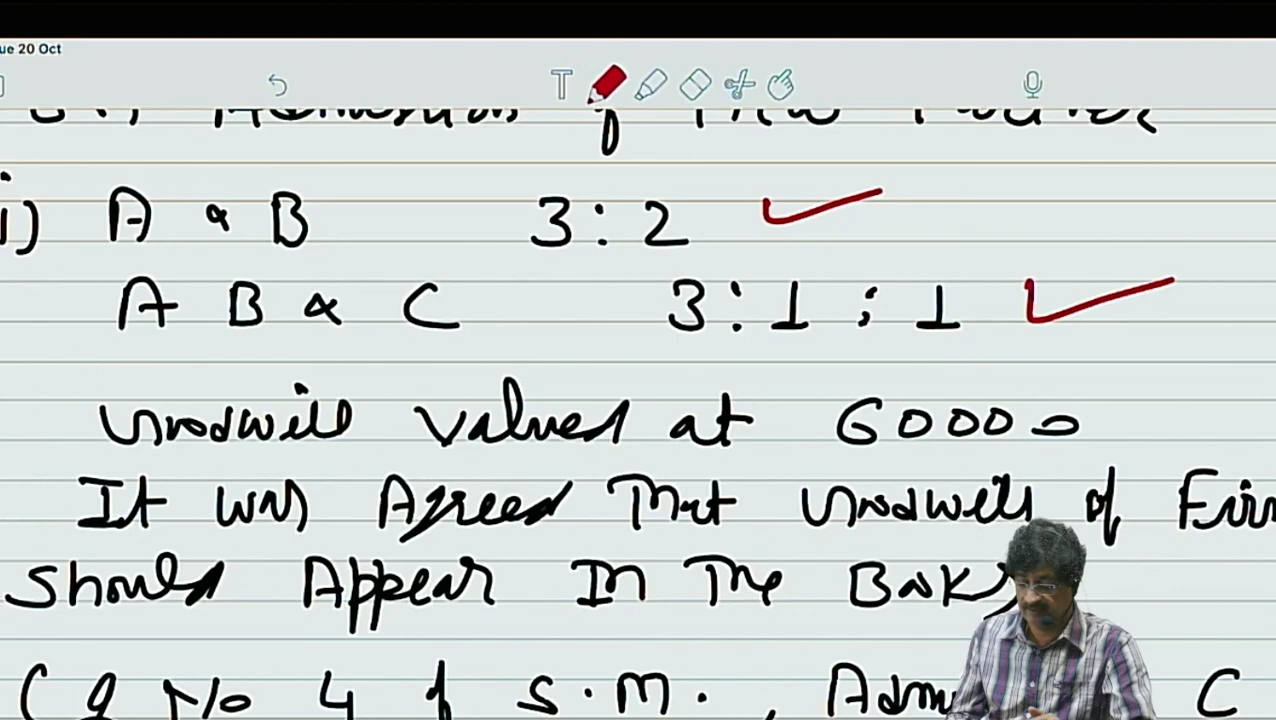 ue 20 Oct
T
i) A & B 3:2
A B & C 3:1:1
Goodwill valued at 60000
It was Agreed That Goodwill of Firm
Should Appear In The Books
(Q No 4 of S.M., Adm C